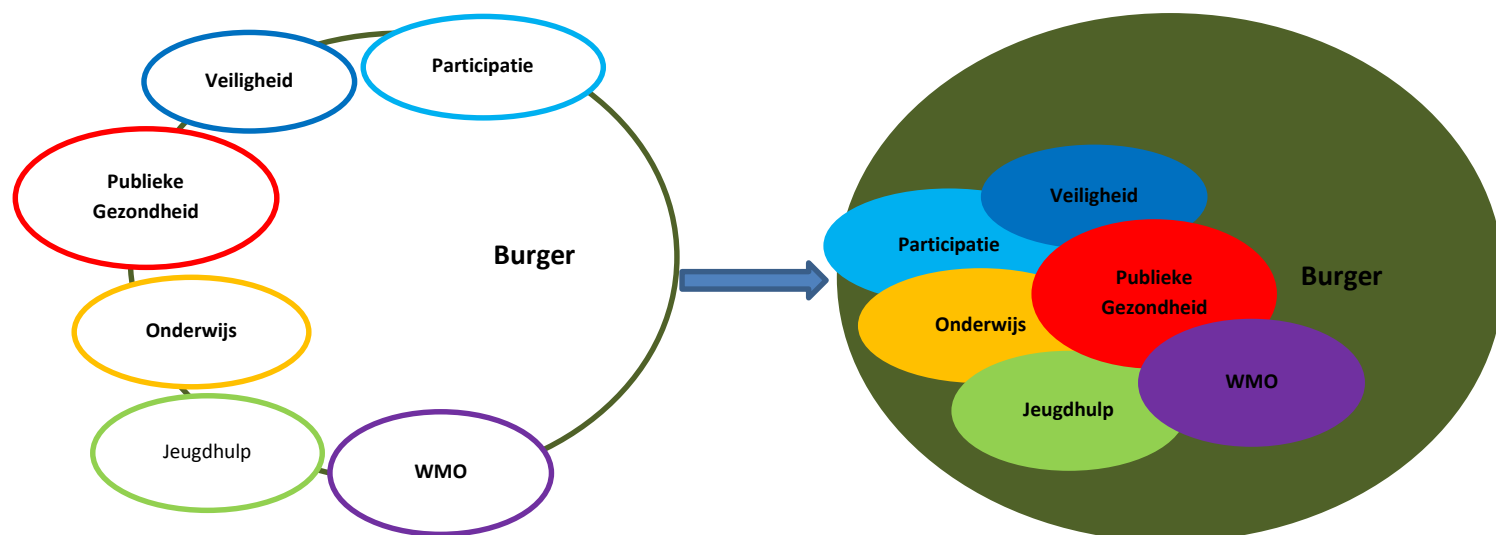 Veiligheid
Participatie
Publieke
Gezondheid
Burger
Onderwijs
Jeugdhulp
WMO
Veiligheid
Participatie
Publieke
Gezondheid
Burger
Onderwijs
WMO
Jeugdhulp